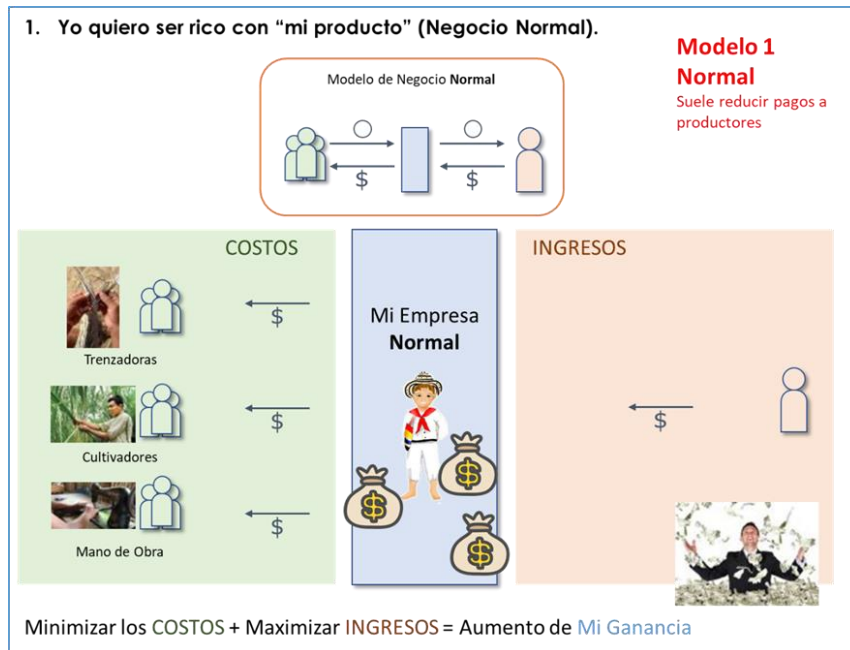 1. Yo quiero ser rico con “mi producto” (Negocio Normal).
Modelo 1
Normal
Suele reducir pagos a
productores
Modelo de Negocio Normal
$ $
COSTOS
INGRESOS
Mi Empresa
Normal
$
Trenzadoras
$
Cultivadores
$
Mano de Obra
$
$
$
$
Minimizar los COSTOS + Maximizar INGRESOS = Aumento de Mi Ganancia